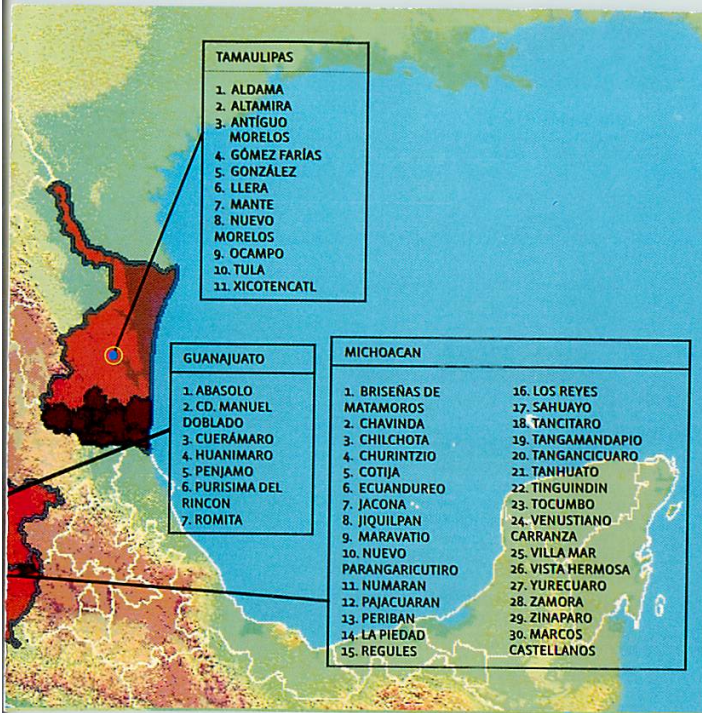 TAMAULIPAS
1. ALDAMA
2. ALTAMIRA
3. ANTÍGUO
MORELOS
4. GÓMEZ FARÍAS
5. GONZÁLEZ
6. LLERA
7. MANTE
8. NUEVO
MORELOS
9. OCAMPO
10. TULA
11. XICOTENCATL
GUANAJUATO
1. ABASOLO
2. CD. MANUEL
DOBLADO
3. CUERÁMARO
4. HUANIMARO
5. PENJAMO
6. PURISIMA DEL
RINCON
7. ROMITA
MICHOACAN
1. BRISEÑAS DE
MATAMOROS
2. CHAVINDA
3. CHILCHOTA
4. CHURINTZIO
5. COTIJA
6. ECUANDUREO
7. JACONA
8. JIQUILPAN
9. MARAVATIO
10. NUEVO
PARANGARICUTIRO
11. NUMARAN
12. PAJACUARAN
13. PERIBAN
14. LA PIEDAD
15. REGULES
16. LOS REYES
17. SAHUAYO
18. TANCITARO
19. TANGAMANDAPIO
20. TANGANCICUARO
21. TANHUATO
22. TINGUINDIN
23. TOCUMBO
24. VENUSTIANO
CARRANZA
25. VILLA MAR
26. VISTA HERMOSA
27. YURECUARO
28. ZAMORA
29. ZINAPARO
30. MARCOS
CASTELLANOS